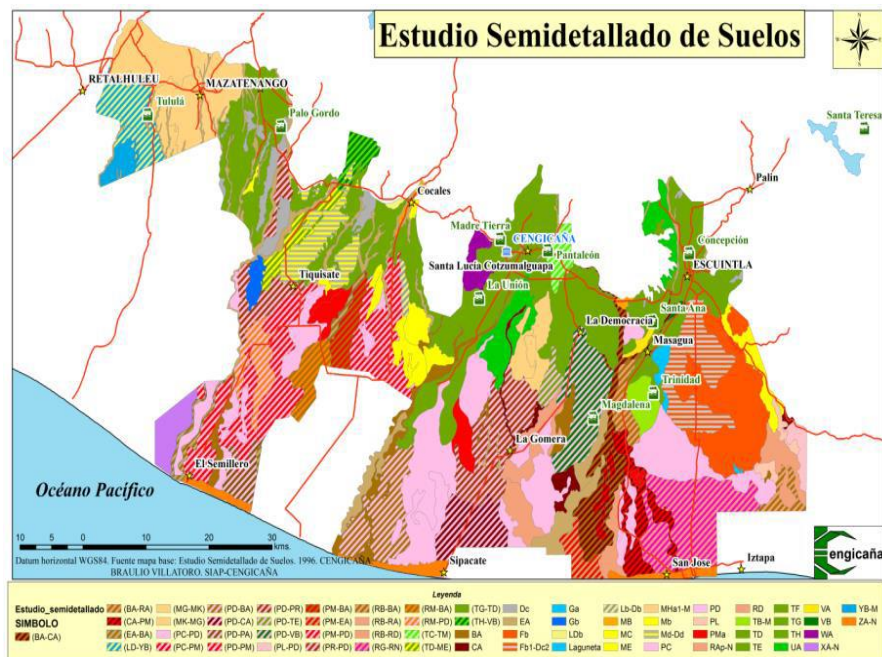 Estudio Semidetallado de Suelos
RETALHULEU
MAZATENANGO
Tululá
Palo Gordo
Santa Teresa
Cocales
Palin
Madre Tierra
CENGICAÑA
Pantaleón
Concepción
Santa Lucia Cotzumalguapa
ESCUINTLA
Tiquisate
La Unión
Santa Ana
La Democracia
Masagua
Trinidad
Magdalena
La Gomera
El Semillero
Océano Pacífico
10 5 0 10 20 30
kms.
Datum horizontal WGS84. Fuente mapa base: Estudio Semidetallado de Suelos. 1996. CENGICAÑA
BRAULIO VILLATORO. SIAP-CENGICAÑA
Sipacate
San Jose
Iztapa
engicaña
Leyenda
Estudio_semidetallado (BA-RA) (MG-MK) (PD-BA) (PD-PR) (RB-BA) (RM-BA) (TG-TD) Dc Ga Lb-Db MHa1-M PD RD TF VA YB-M
SIMBOLO (CA-PM) (MK-MG) (PD-CA) (PM-BA) (RB-RA) (RM-PD) (TH-VB) EA Gb MB Mb PL TB-M TG VB ZA-N
(BA-CA) (EA-BA) (PC-PD) (PD-TE) (PM-EA) (RB-PD) (TC-TM) BA Fb LDb MC Md-Dd PMa TD TH WA
(LD-YB) (PC-PM) (PD-PM) (PD-VB) (PL-PD) (PM-PD) (RB-RD) (RG-RN) (TD-ME) CA Fb1-Dc2 Laguneta ME PC RAp-N TE UA XA-N